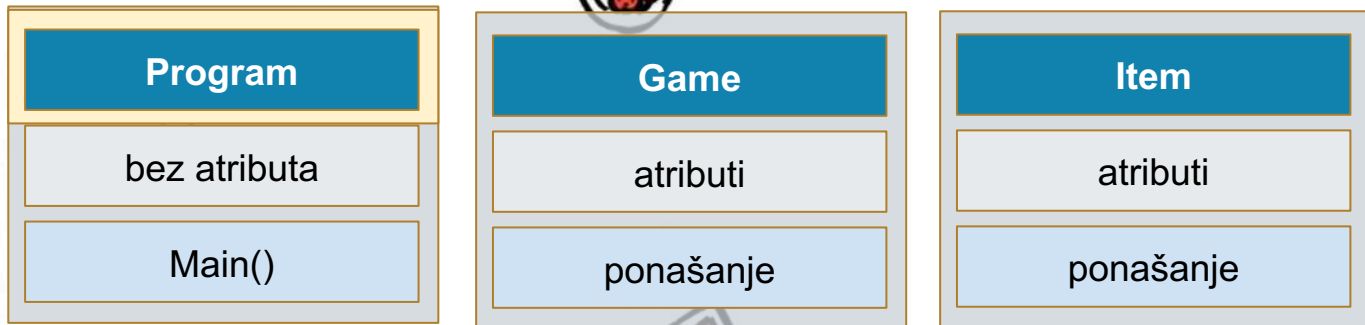 Program
bez atributa
Main()
Game
atributi
ponašanje
Item
atributi
ponašanje